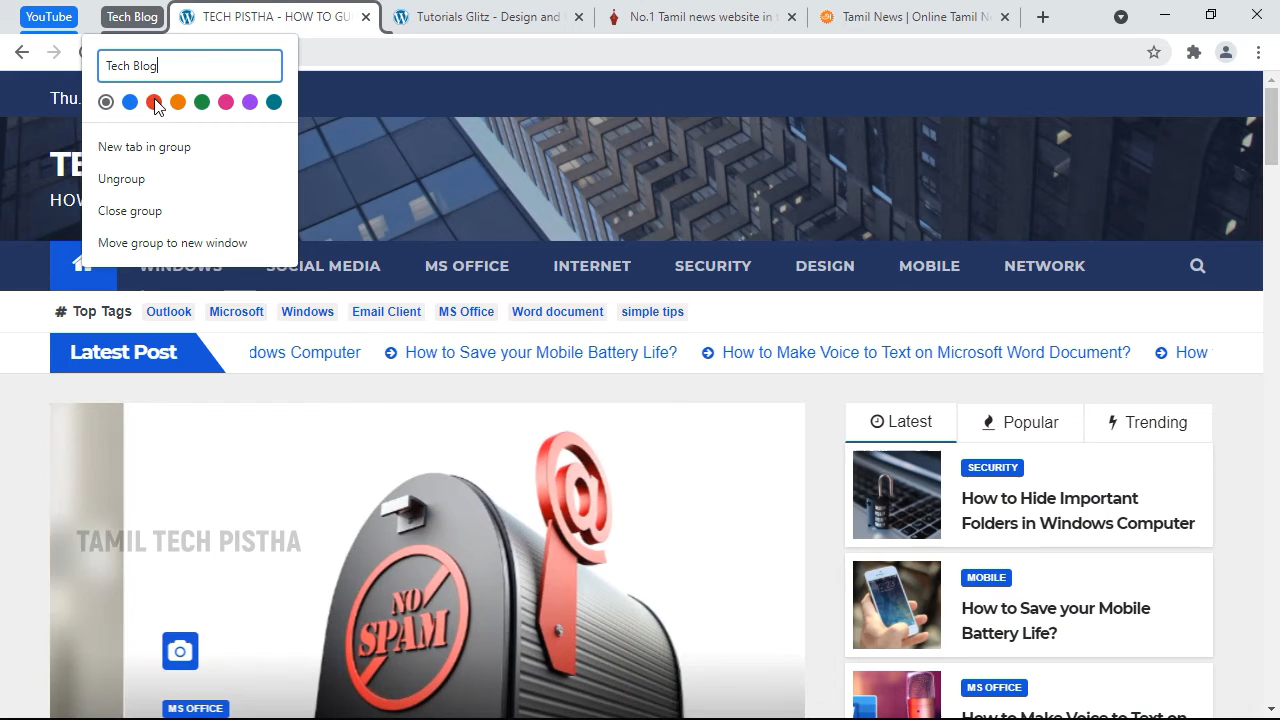 YouTube
Tech Blog
TECH PISTHA - HOW TO GU
Tutorials Glitz - Design and
No.1 Tamil news website in
Tamil News | Online Tamil N
Tech Blog
New tab in group
Ungroup
Close group
Move group to new window
Thu.
TE
HOW
WINDOWS
SOCIAL MEDIA
MS OFFICE
INTERNET
SECURITY
DESIGN
MOBILE
NETWORK
# Top Tags
Outlook
Microsoft
Windows
Email Client
MS Office
Word document
simple tips
Latest Post
dows Computer
How to Save your Mobile Battery Life?
How to Make Voice to Text on Microsoft Word Document?
How
TAMIL TECH PISTHA
NO
SPAM
@
MS OFFICE
Latest
Popular
Trending
SECURITY
How to Hide Important
Folders in Windows Computer
MOBILE
How to Save your Mobile
Battery Life?
MS OFFICE
How to Make Voice to Text on